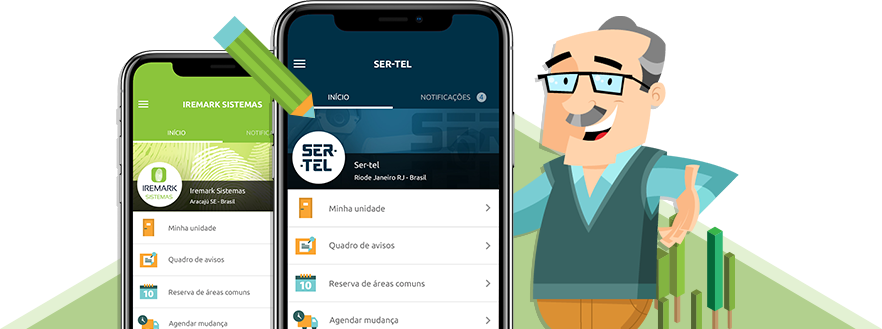 IREMARK SISTEMAS
INÍCIO NOTIFIC
IREMARK
SISTEMAS
Iremark Sistemas
Aracajú SE - Brasil
Minha unidade
Quadro de avisos
10
Reserva de áreas comuns
Agendar mudança
SER-TEL
INÍCIO NOTIFICAÇÕES 4
SER-
-TEL
Ser-tel
Riode Janeiro RJ - Brasil
Minha unidade
Quadro de avisos
10
Reserva de áreas comuns
Agendar mudança